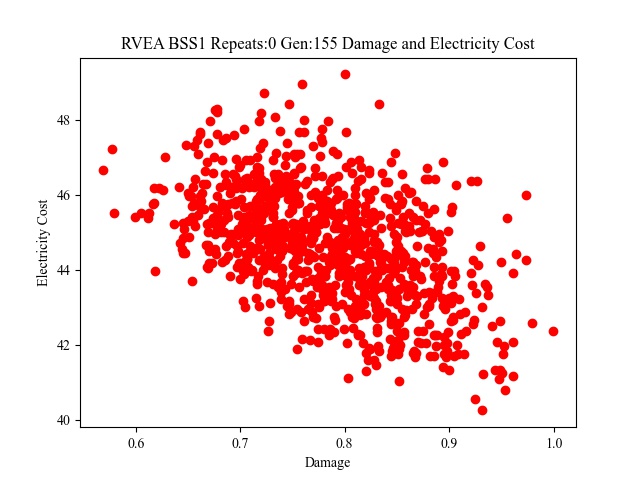 RVEA BSS1 Repeats:0 Gen:155 Damage and Electricity Cost
48
46
44
42
40
Electricity Cost
0.6 0.7 0.8 0.9 1.0
Damage